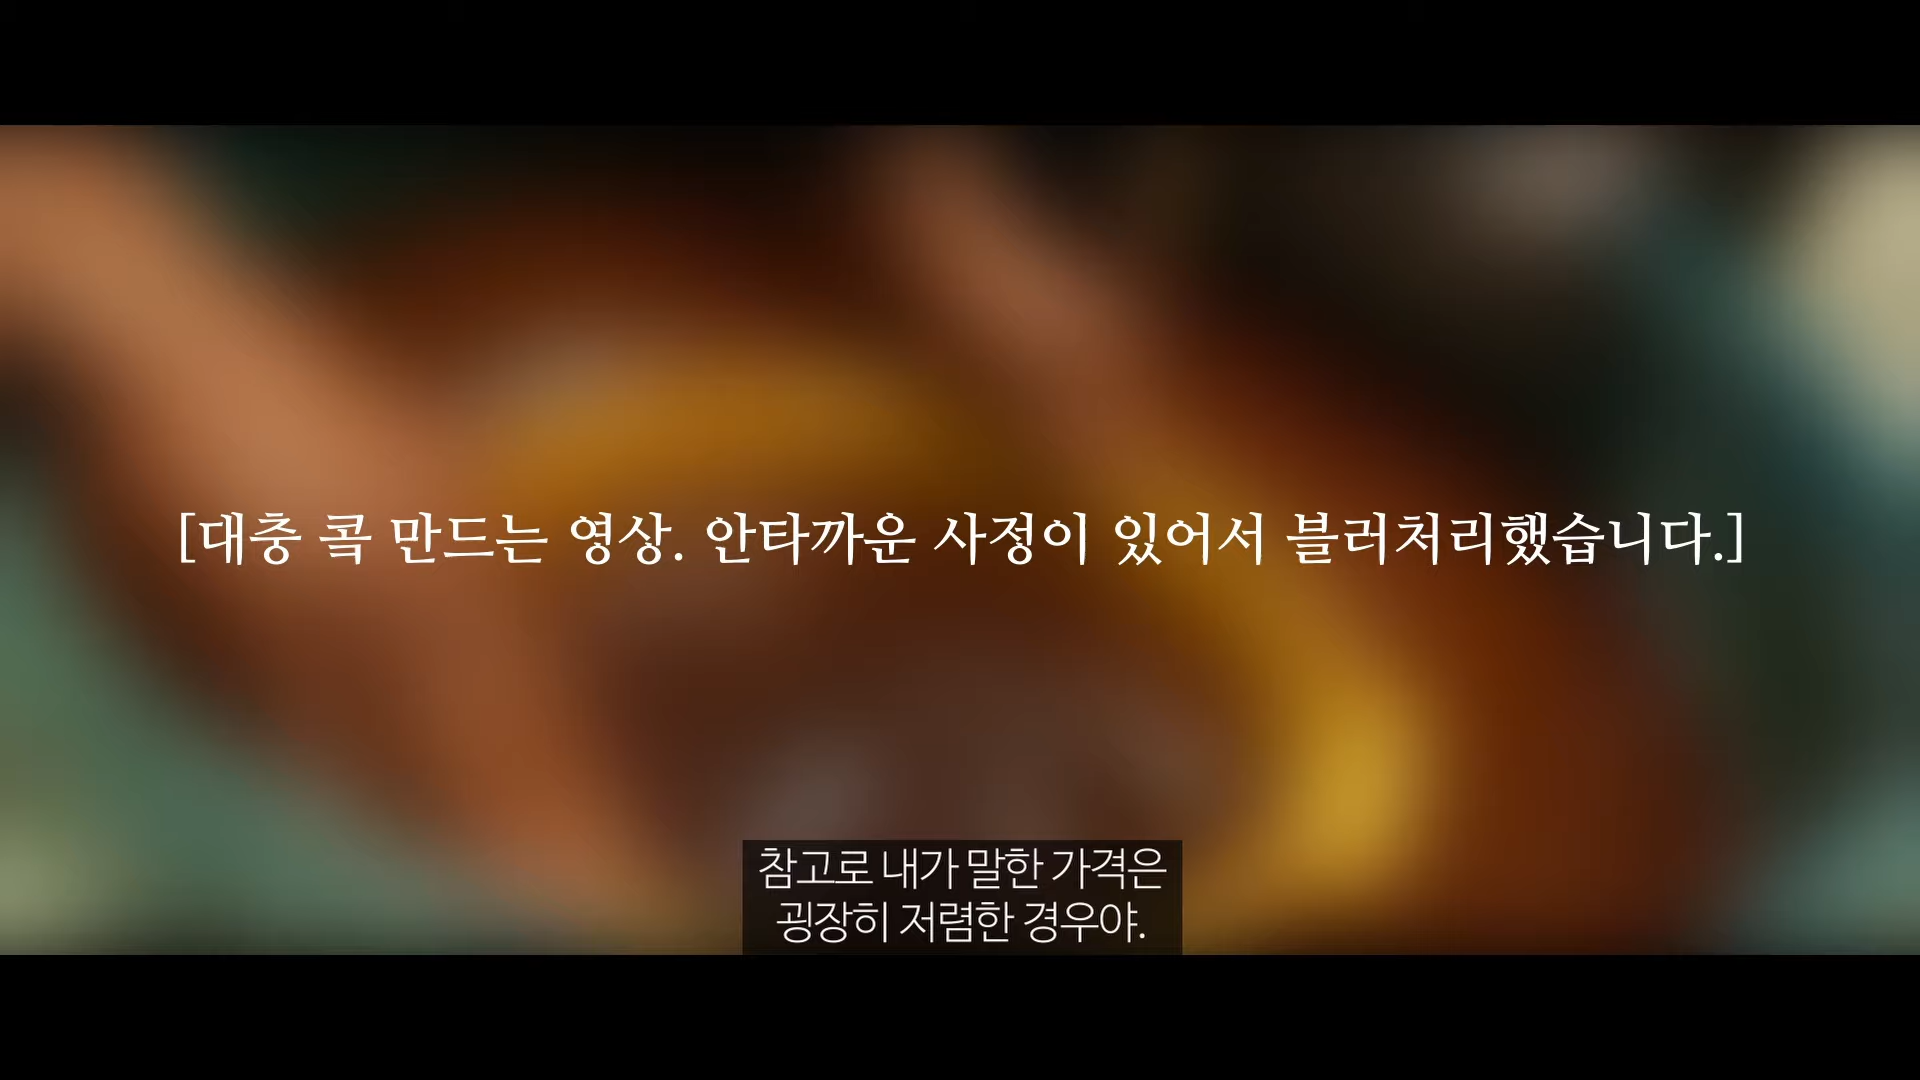 [대충 콬 만드는 영상. 안타까운 사정이 있어서 블러처리했습니다.]
참고로 내가 말한 가격은
굉장히 저렴한 경우야.